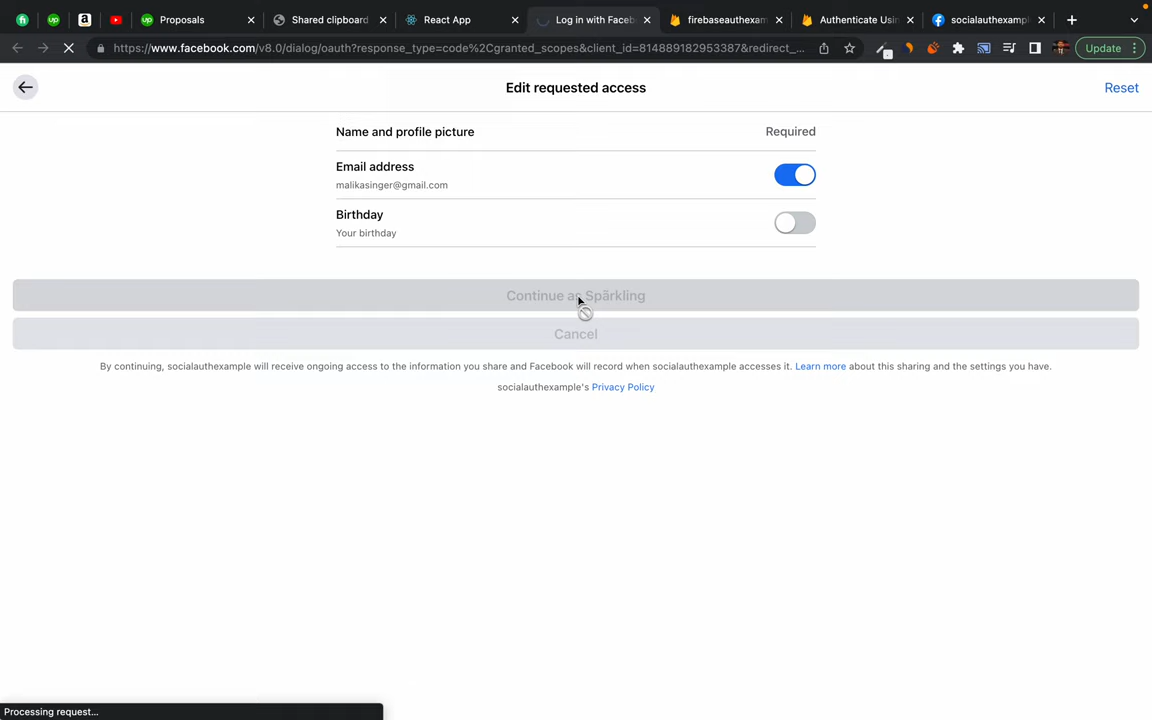 Proposals
Shared clipboard
React App
Log in with Faceb
firebaseauthexam
Authenticate Usin
socialauthexampl
https://www.facebook.com/v8.0/dialog/oauth?response_type=code%2Cgranted_scopes&client_id=814889182953387&redirect_...
Update
Edit requested access
Reset
Name and profile picture
Required
Email address
malikasinger@gmail.com
Birthday
Your birthday
Continue as Spärkling
Cancel
By continuing, socialauthexample will receive ongoing access to the information you share and Facebook will record when socialauthexample accesses it. Learn more about this sharing and the settings you have.
socialauthexample's Privacy Policy
Processing request...